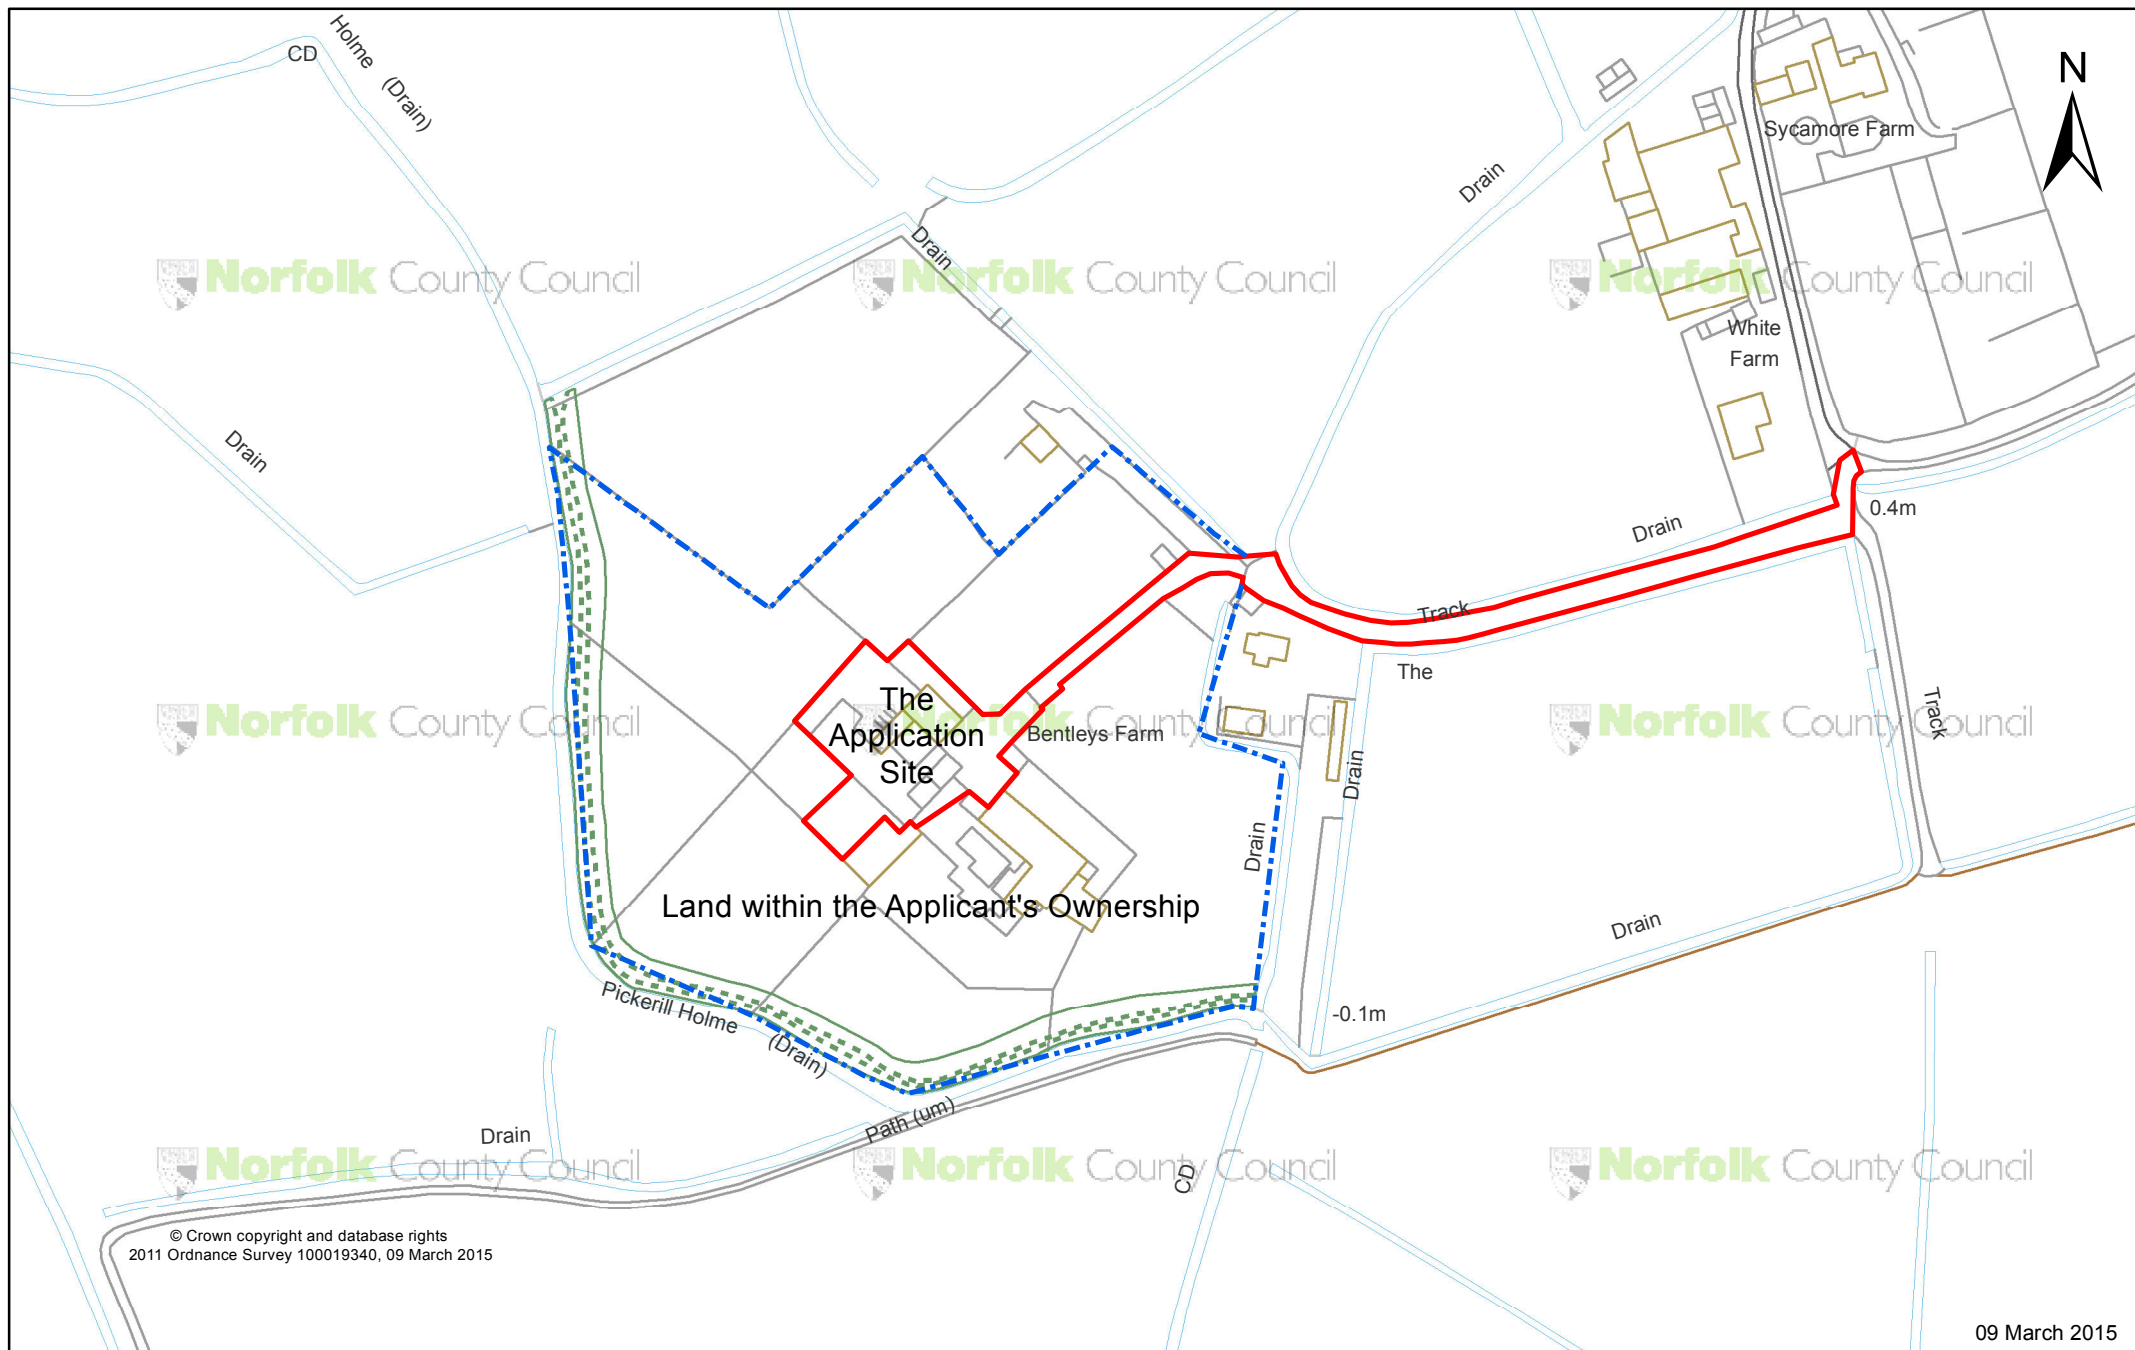 Holme (Drain)
CD
N
Sycamore Farm
Drain
Drain
Norfolk County Council
Norfolk County Council
Norfolk County Council
White
Farm
Drain
0.4m
Drain
Track
The
The
Application
Site
Bentleys Farm
Norfolk County Council
Norfolk County Council
Norfolk County Council
Track
Drain
Drain
Land within the Applicant's Ownership
Drain
Pickerill Holme (Drain)
-0.1m
Path (um)
Drain
CD
Norfolk County Council
Norfolk County Council
Norfolk County Council
© Crown copyright and database rights
2011 Ordnance Survey 100019340, 09 March 2015
09 March 2015